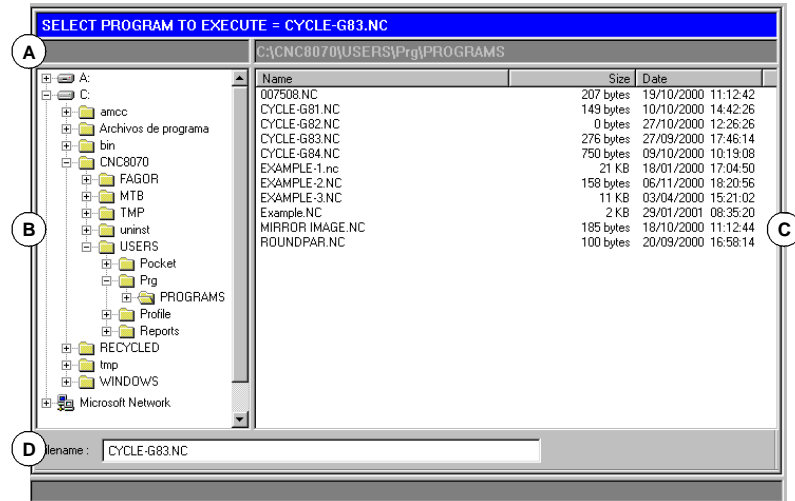 SELECT PROGRAM TO EXECUTE = CYCLE-G83.NC
A
C:\CNC8070\USERS\Prg\PROGRAMS
A:
C:
amcc
Archivos de programa
bin
CNC8070
FAGOR
MTB
TMP
uninst
USERS
Pocket
Prg
PROGRAMS
Profile
Reports
RECYCLED
tmp
WINDOWS
Microsoft Network
B
Name Size Date
007508.NC 207 bytes 19/10/2000 11:12:42
CYCLE-G81.NC 149 bytes 10/10/2000 14:42:26
CYCLE-G82.NC 0 bytes 27/10/2000 12:26:26
CYCLE-G83.NC 276 bytes 27/09/2000 17:46:14
CYCLE-G84.NC 750 bytes 09/10/2000 10:19:08
EXAMPLE-1.nc 21 KB 18/01/2000 17:04:50
EXAMPLE-2.NC 158 bytes 06/11/2000 18:20:56
EXAMPLE-3.NC 11 KB 03/04/2000 15:21:02
Example.NC 2 KB 29/01/2001 08:35:20
MIRROR IMAGE.NC 185 bytes 18/10/2000 11:12:44
ROUNDPAR.NC 100 bytes 20/09/2000 16:58:14
C
D
ilename : CYCLE-G83.NC